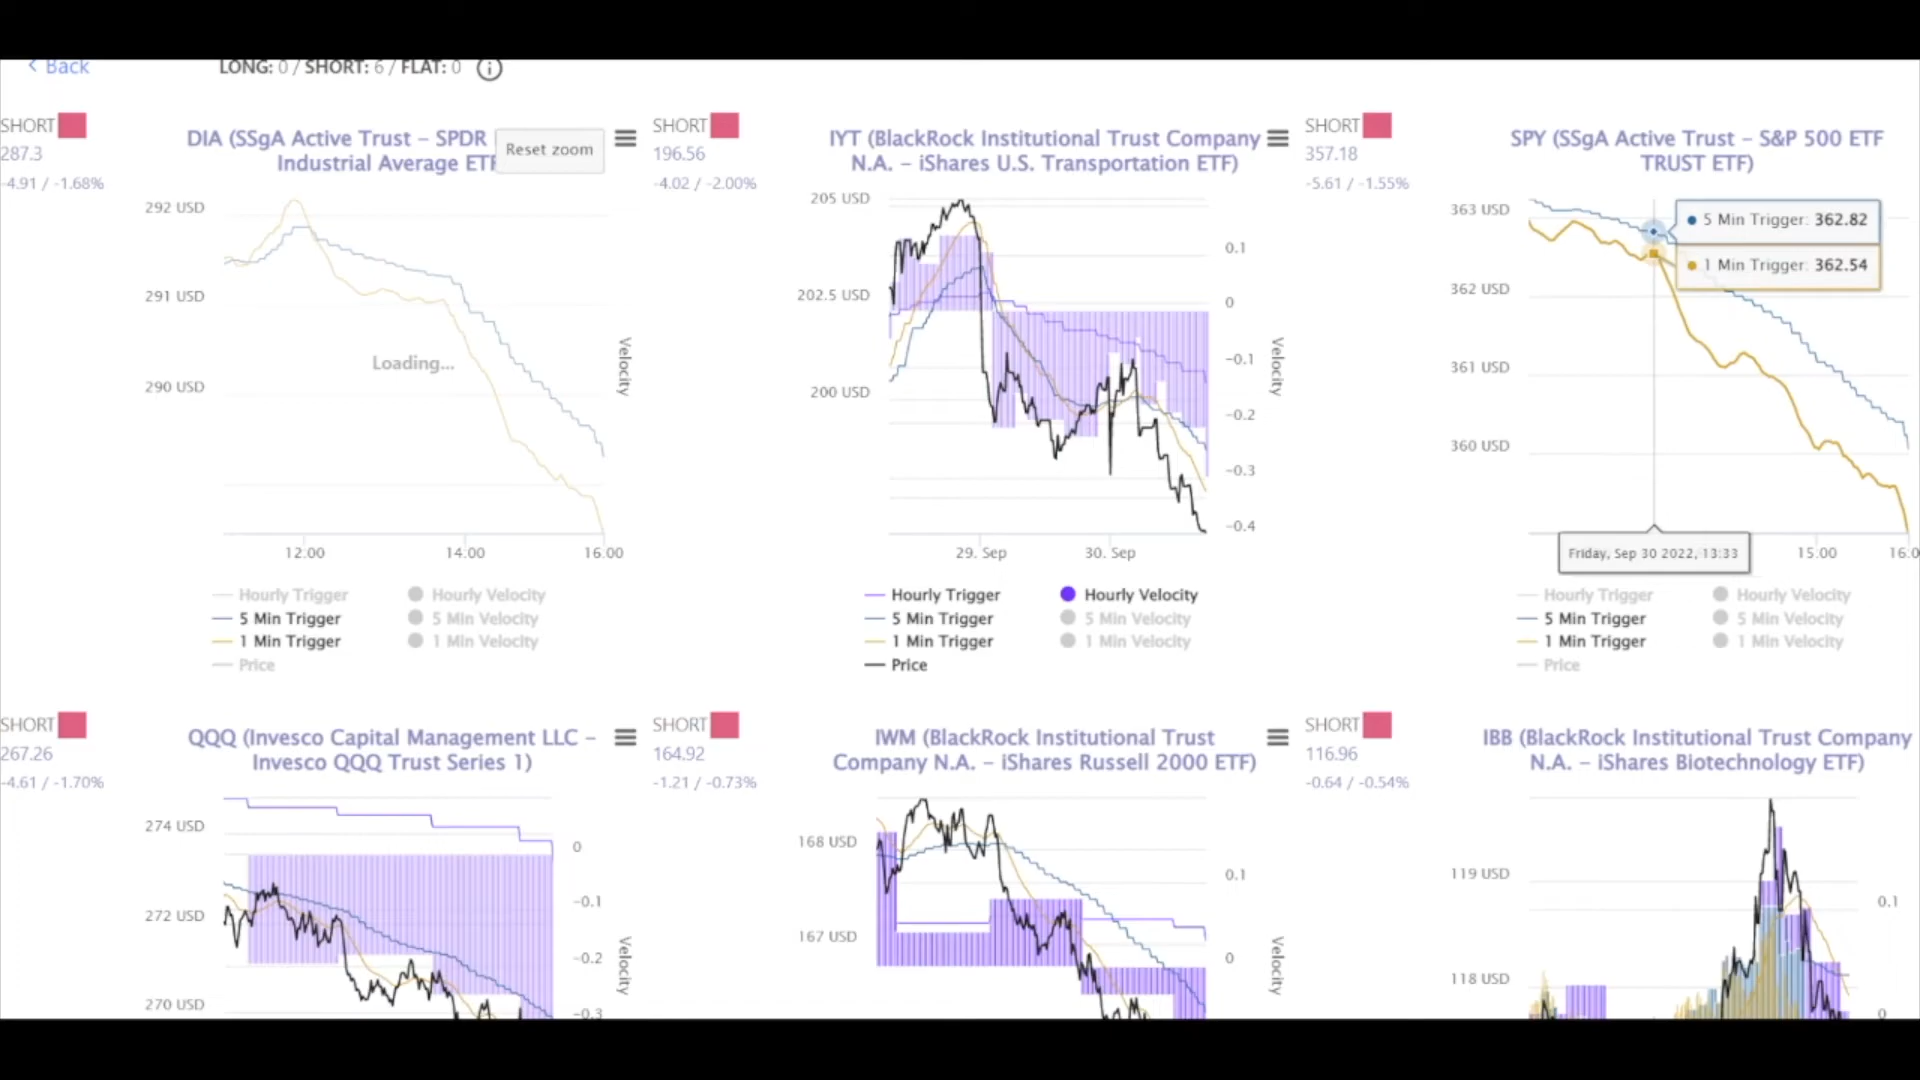 Back
LONG: 0 / SHORT: 6 / FLAT: 0
SHORT
287.3
-4.91 / -1.68%
DIA (SSgA Active Trust – SPDR
Industrial Average ETF
Reset zoom
292 USD
291 USD
290 USD
Loading...
Velocity
12:00
14:00
16:00
Hourly Trigger
5 Min Trigger
1 Min Trigger
Price
Hourly Velocity
5 Min Velocity
1 Min Velocity
SHORT
196.56
-4.02 / -2.00%
IYT (BlackRock Institutional Trust Company
N.A. – iShares U.S. Transportation ETF)
205 USD
202.5 USD
200 USD
0.1
0
-0.1
-0.2
-0.3
-0.4
Velocity
29. Sep
30. Sep
Hourly Trigger
5 Min Trigger
1 Min Trigger
Price
Hourly Velocity
5 Min Velocity
1 Min Velocity
SHORT
357.18
-5.61 / -1.55%
SPY (SSgA Active Trust – S&P 500 ETF
TRUST ETF)
363 USD
362 USD
361 USD
360 USD
5 Min Trigger: 362.82
1 Min Trigger: 362.54
Friday, Sep 30 2022, 13:33
15:00
16:0
Hourly Trigger
5 Min Trigger
1 Min Trigger
Price
Hourly Velocity
5 Min Velocity
1 Min Velocity
SHORT
267.26
-4.61 / -1.70%
QQQ (Invesco Capital Management LLC –
Invesco QQQ Trust Series 1)
274 USD
272 USD
270 USD
0
-0.1
-0.2
-0.3
Velocity
SHORT
164.92
-1.21 / -0.73%
IWM (BlackRock Institutional Trust
Company N.A. – iShares Russell 2000 ETF)
168 USD
167 USD
0.1
0
Velocity
SHORT
116.96
-0.64 / -0.54%
IBB (BlackRock Institutional Trust Company
N.A. – iShares Biotechnology ETF)
119 USD
118 USD
0.1
0